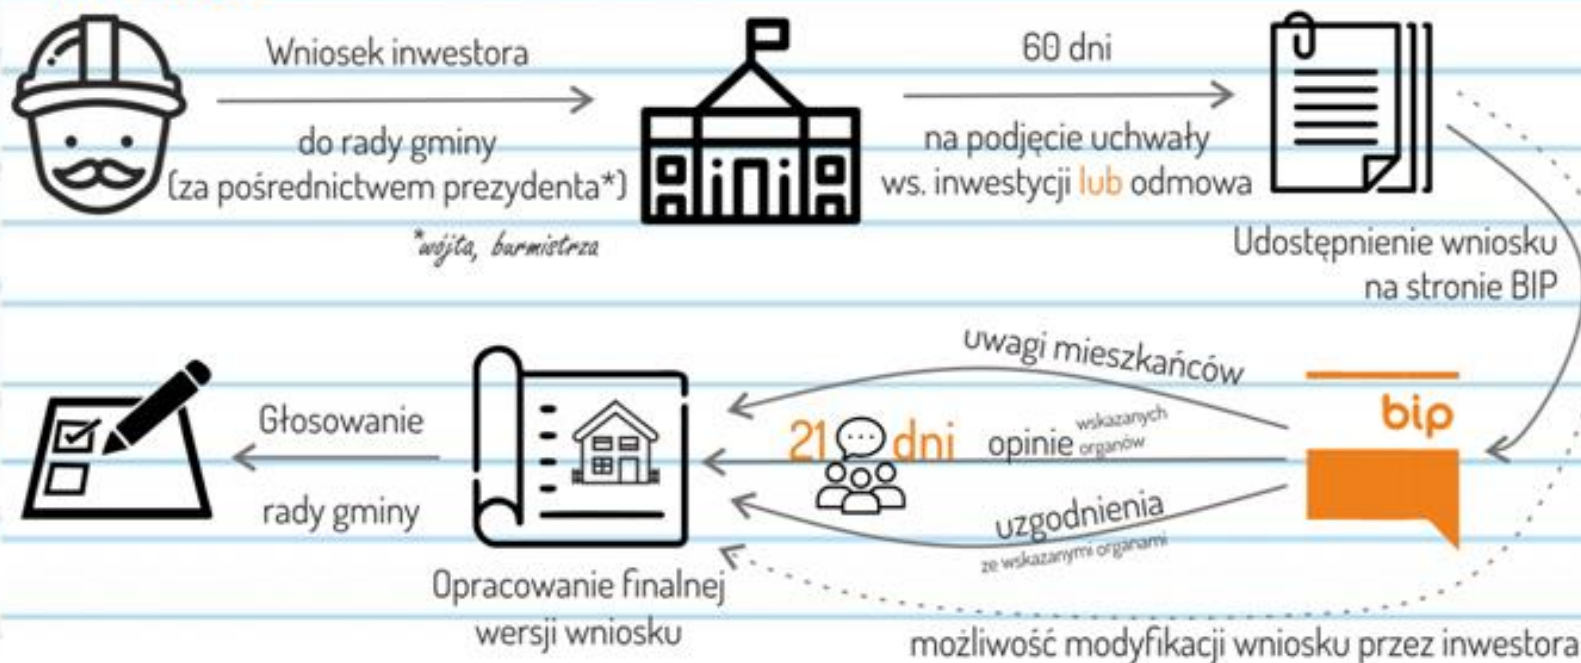 Wniosek inwestora
do rady gminy
(za pośrednictwem prezydenta*)
*wójta, burmistrza
60 dni
na podjęcie uchwały
ws. inwestycji lub odmowa
Udostępnienie wniosku
na stronie BIP
bip
uwagi mieszkańców
21 dni
opinie wskazanych organów
uzgodnienia
ze wskazanymi organami
możliwość modyfikacji wniosku przez inwestora
Opracowanie finalnej
wersji wniosku
Głosowanie
rady gminy